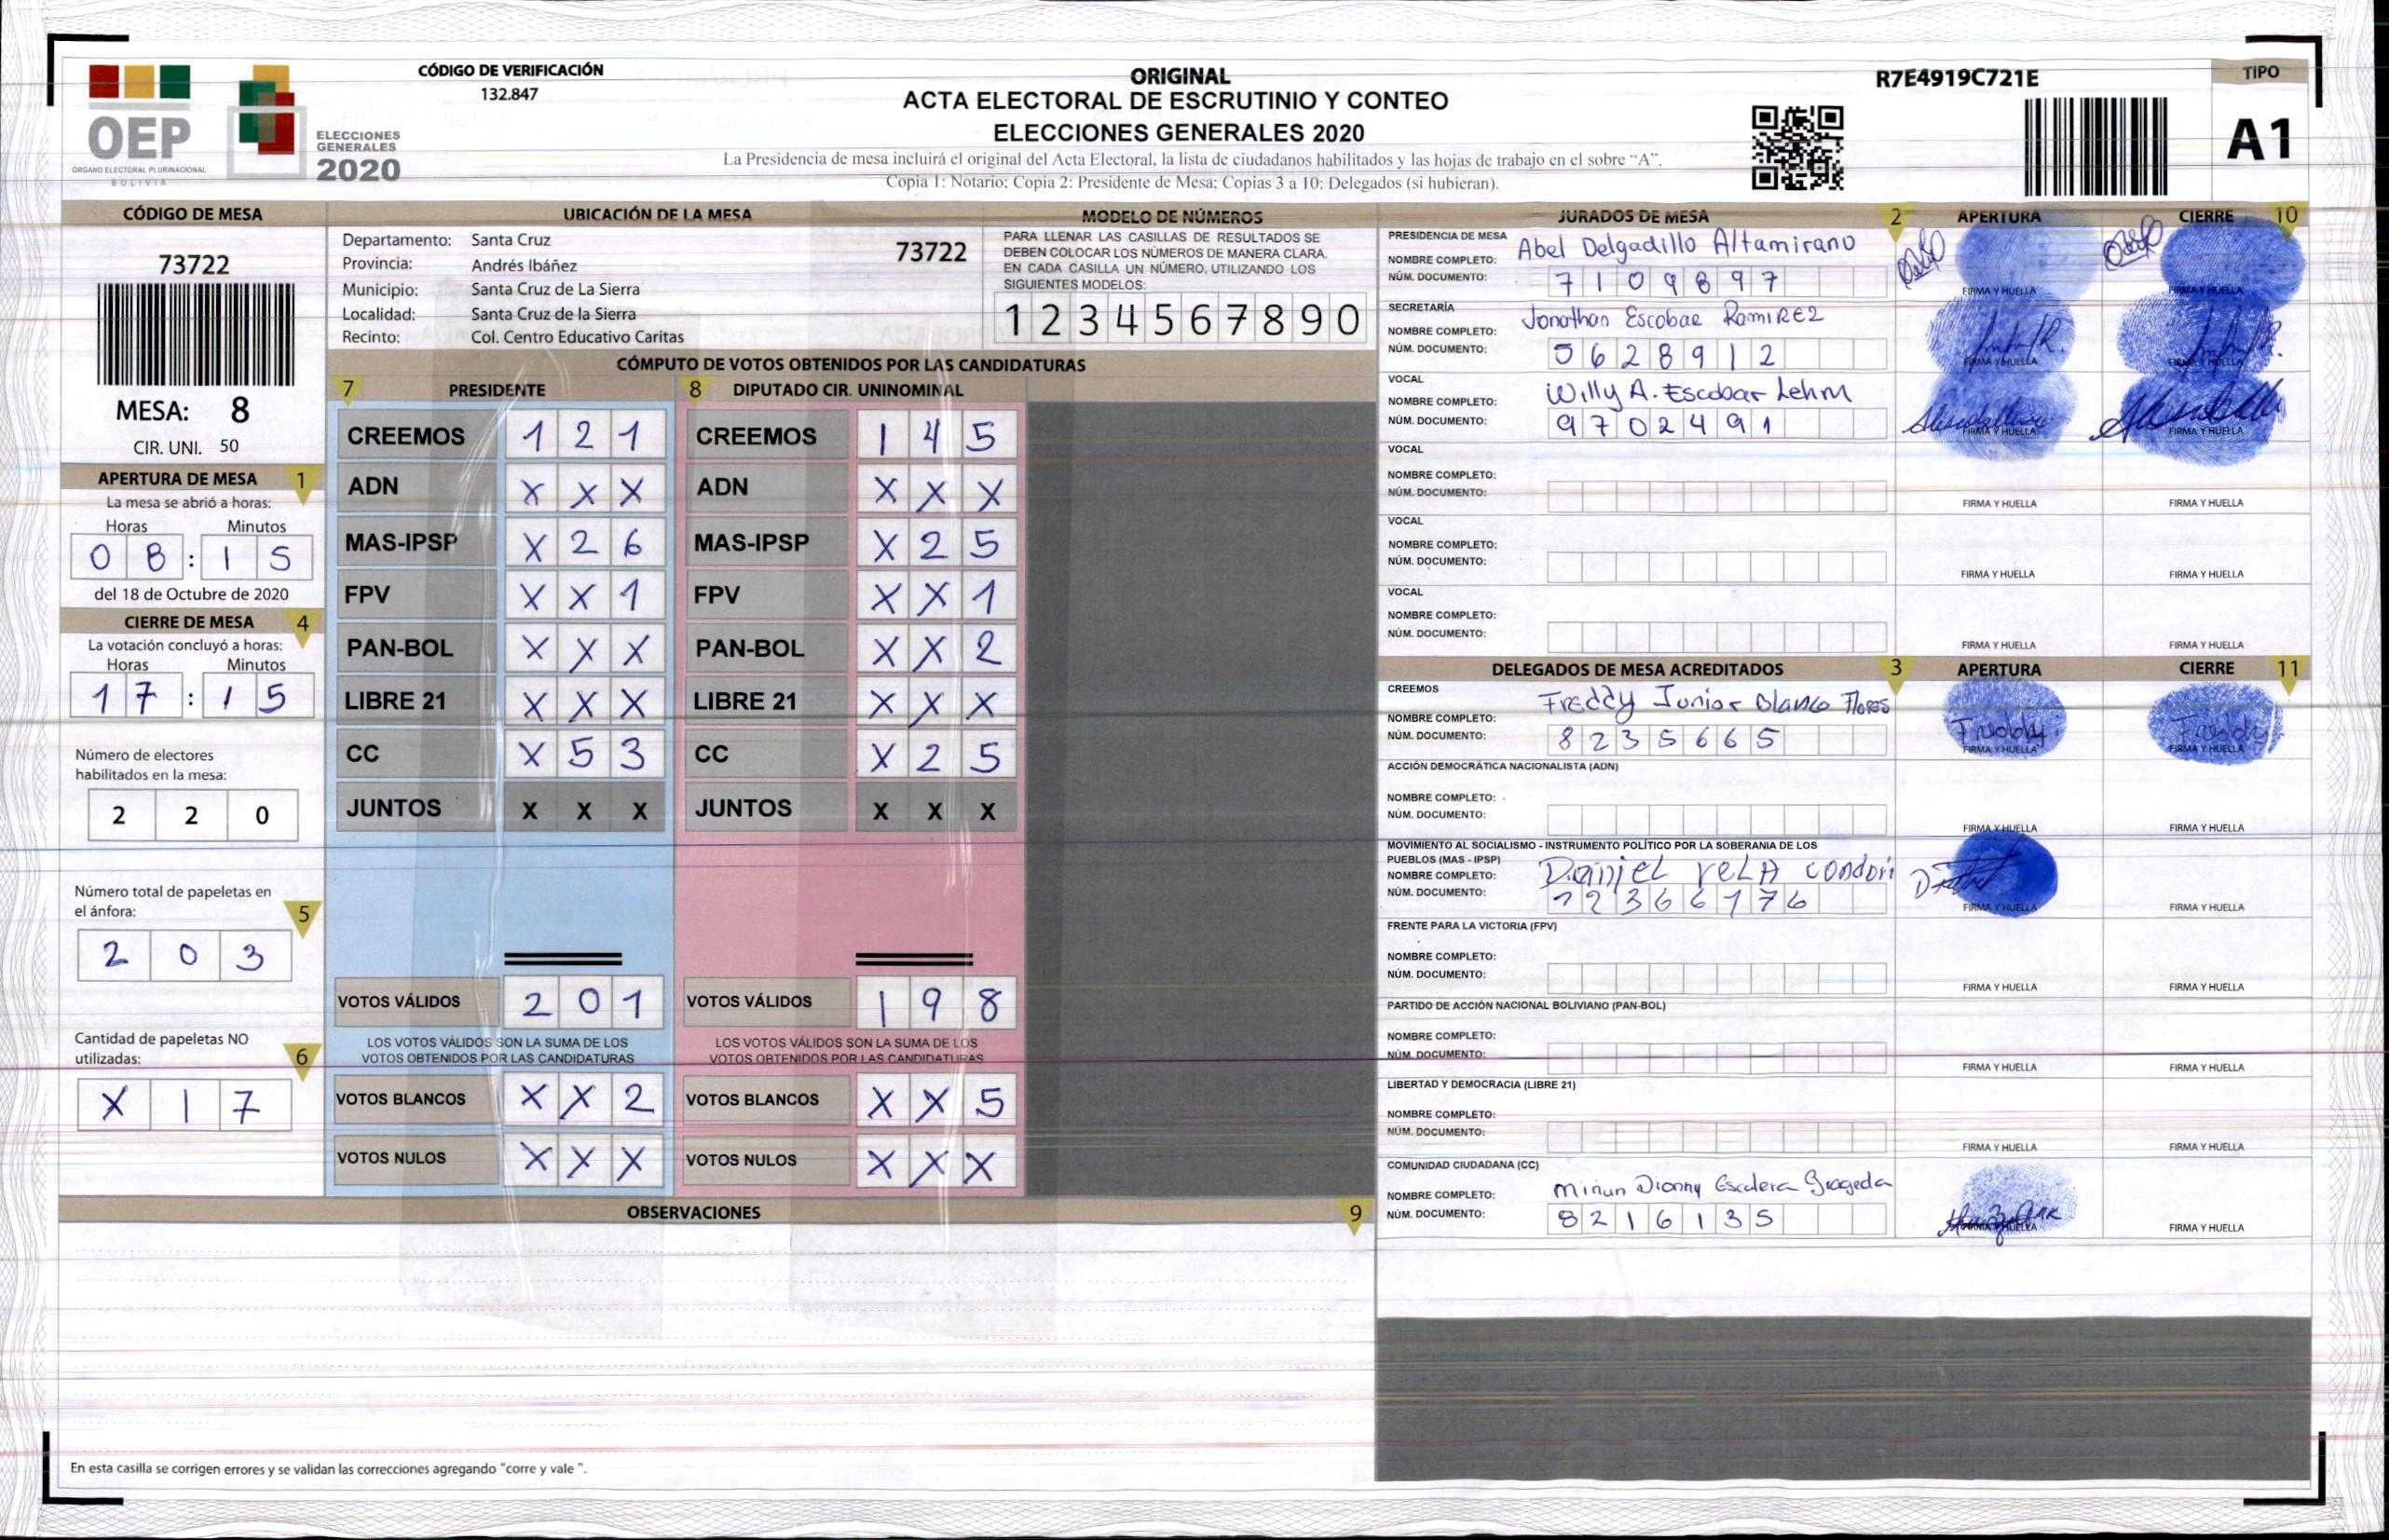 OEP
ÓRGANO ELECTORAL PLURINACIONAL
BOLIVIA
ELECCIONES
GENERALES
2020
CÓDIGO DE VERIFICACIÓN
132.847
ORIGINAL
ACTA ELECTORAL DE ESCRUTINIO Y CONTEO
ELECCIONES GENERALES 2020
La Presidencia de mesa incluirá el original del Acta Electoral, la lista de ciudadanos habilitados y las hojas de trabajo en el sobre “A”.
Copia 1: Notario; Copia 2: Presidente de Mesa; Copias 3 a 10: Delegados (si hubieran).
R7E4919C721E
TIPO
A1
CÓDIGO DE MESA
73722
MESA: 8
CIR. UNI. 50
APERTURA DE MESA 1
La mesa se abrió a horas:
Horas Minutos
0 8 : 1 5
del 18 de Octubre de 2020
CIERRE DE MESA 4
La votación concluyó a horas:
Horas Minutos
1 7 : 1 5
Número de electores
habilitados en la mesa:
2 2 0
Número total de papeletas en
el ánfora: 5
2 0 3
Cantidad de papeletas NO
utilizadas: 6
X 1 7
UBICACIÓN DE LA MESA
Departamento: Santa Cruz 73722
Provincia: Andrés Ibáñez
Municipio: Santa Cruz de La Sierra
Localidad: Santa Cruz de la Sierra
Recinto: Col. Centro Educativo Caritas
MODELO DE NÚMEROS
PARA LLENAR LAS CASILLAS DE RESULTADOS SE
DEBEN COLOCAR LOS NÚMEROS DE MANERA CLARA.
EN CADA CASILLA UN NÚMERO, UTILIZANDO LOS
SIGUIENTES MODELOS:
1 2 3 4 5 6 7 8 9 0
CÓMPUTO DE VOTOS OBTENIDOS POR LAS CANDIDATURAS
7 PRESIDENTE 8 DIPUTADO CIR. UNINOMINAL
CREEMOS 1 2 1 CREEMOS 1 4 5
ADN X X X ADN X X X
MAS-IPSP X 2 6 MAS-IPSP X 2 5
FPV X X 1 FPV X X 1
PAN-BOL X X X PAN-BOL X X 2
LIBRE 21 X X X LIBRE 21 X X X
CC X 5 3 CC X 2 5
JUNTOS X X X JUNTOS X X X
VOTOS VÁLIDOS 2 0 1 VOTOS VÁLIDOS 1 9 8
LOS VOTOS VÁLIDOS SON LA SUMA DE LOS LOS VOTOS VÁLIDOS SON LA SUMA DE LOS
VOTOS OBTENIDOS POR LAS CANDIDATURAS VOTOS OBTENIDOS POR LAS CANDIDATURAS
VOTOS BLANCOS X X 2 VOTOS BLANCOS X X 5
VOTOS NULOS X X X VOTOS NULOS X X X
OBSERVACIONES 9
En esta casilla se corrigen errores y se validan las correcciones agregando "corre y vale ".
JURADOS DE MESA 2 APERTURA CIERRE 10
PRESIDENCIA DE MESA
NOMBRE COMPLETO: Abel Delgadillo Altamirano
NÚM. DOCUMENTO: 7 1 0 9 8 9 7 FIRMA Y HUELLA FIRMA Y HUELLA
SECRETARÍA
NOMBRE COMPLETO: Jonathan Escobar RamiREZ
NÚM. DOCUMENTO: 5 6 2 8 9 1 2 FIRMA Y HUELLA FIRMA Y HUELLA
VOCAL
NOMBRE COMPLETO: Willy A. Escobar Lehm
NÚM. DOCUMENTO: 9 7 0 2 4 9 1 FIRMA Y HUELLA FIRMA Y HUELLA
VOCAL
NOMBRE COMPLETO:
NÚM. DOCUMENTO: FIRMA Y HUELLA FIRMA Y HUELLA
VOCAL
NOMBRE COMPLETO:
NÚM. DOCUMENTO: FIRMA Y HUELLA FIRMA Y HUELLA
VOCAL
NOMBRE COMPLETO:
NÚM. DOCUMENTO: FIRMA Y HUELLA FIRMA Y HUELLA
DELEGADOS DE MESA ACREDITADOS 3 APERTURA CIERRE 11
CREEMOS
NOMBRE COMPLETO: Freddy Junior Blanco Flores
NÚM. DOCUMENTO: 8 2 3 5 6 6 5 Freddy FIRMA Y HUELLA Freddy FIRMA Y HUELLA
ACCIÓN DEMOCRÁTICA NACIONALISTA (ADN)
NOMBRE COMPLETO:
NÚM. DOCUMENTO: FIRMA Y HUELLA FIRMA Y HUELLA
MOVIMIENTO AL SOCIALISMO - INSTRUMENTO POLÍTICO POR LA SOBERANIA DE LOS
PUEBLOS (MAS - IPSP)
NOMBRE COMPLETO: Daniel VeLA condori
NÚM. DOCUMENTO: 1 2 3 6 6 1 7 6 FIRMA Y HUELLA FIRMA Y HUELLA
FRENTE PARA LA VICTORIA (FPV)
NOMBRE COMPLETO:
NÚM. DOCUMENTO: FIRMA Y HUELLA FIRMA Y HUELLA
PARTIDO DE ACCIÓN NACIONAL BOLIVIANO (PAN-BOL)
NOMBRE COMPLETO:
NÚM. DOCUMENTO: FIRMA Y HUELLA FIRMA Y HUELLA
LIBERTAD Y DEMOCRACIA (LIBRE 21)
NOMBRE COMPLETO:
NÚM. DOCUMENTO: FIRMA Y HUELLA FIRMA Y HUELLA
COMUNIDAD CIUDADANA (CC)
NOMBRE COMPLETO: Escalera Grageda
NÚM. DOCUMENTO: 8 2 1 6 1 3 5 FIRMA Y HUELLA FIRMA Y HUELLA